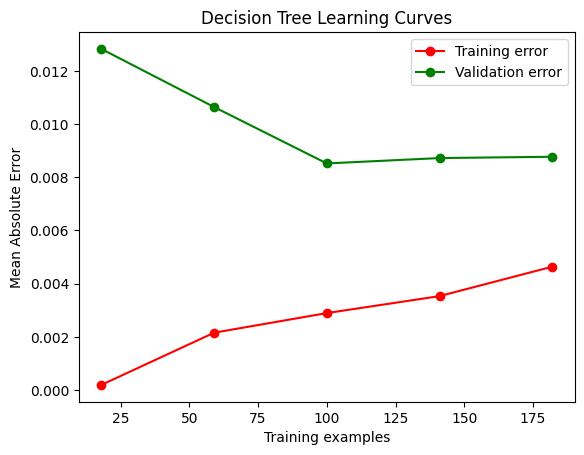 Decision Tree Learning Curves
Training error
Validation error
Mean Absolute Error
0.012
0.010
0.008
0.006
0.004
0.002
0.000
25 50 75 100 125 150 175
Training examples